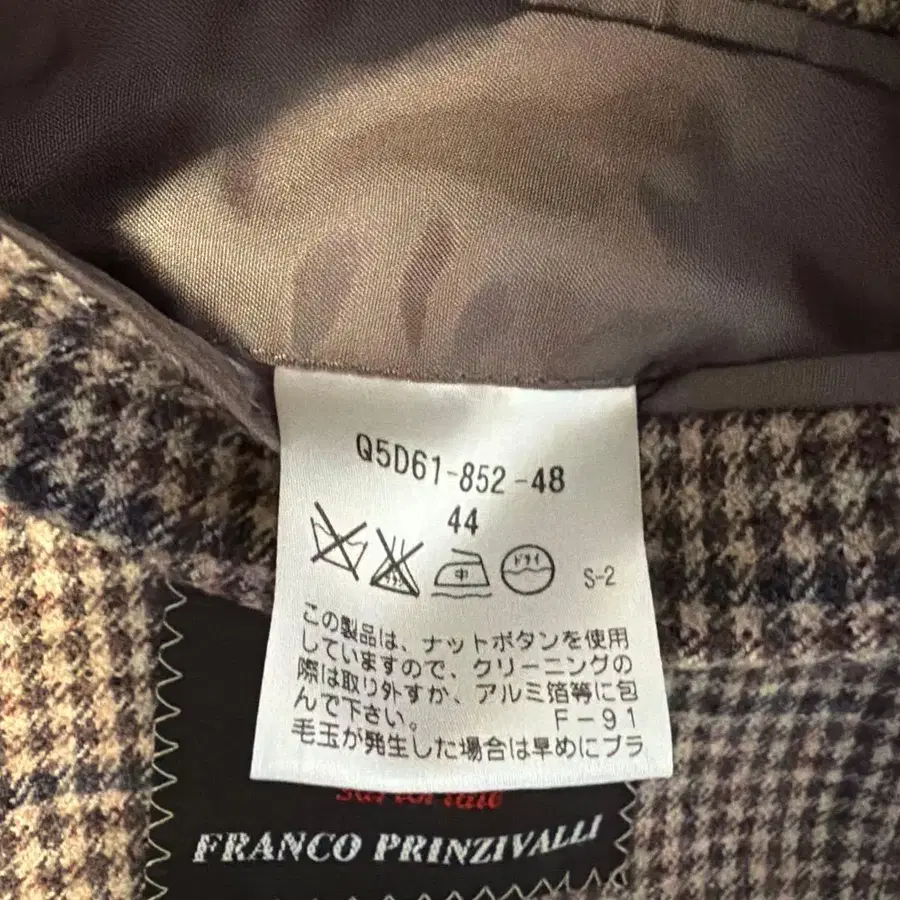 Q5D61-852-48
44
ドライ
S-2
この製品は、ナットボタンを使用
していますので、クリーニングの
際は取り外すか、アルミ箔等に包
んで下さい。 F-91
毛玉が発生した場合は早めにブラ
FRANCO PRINZIVALLI